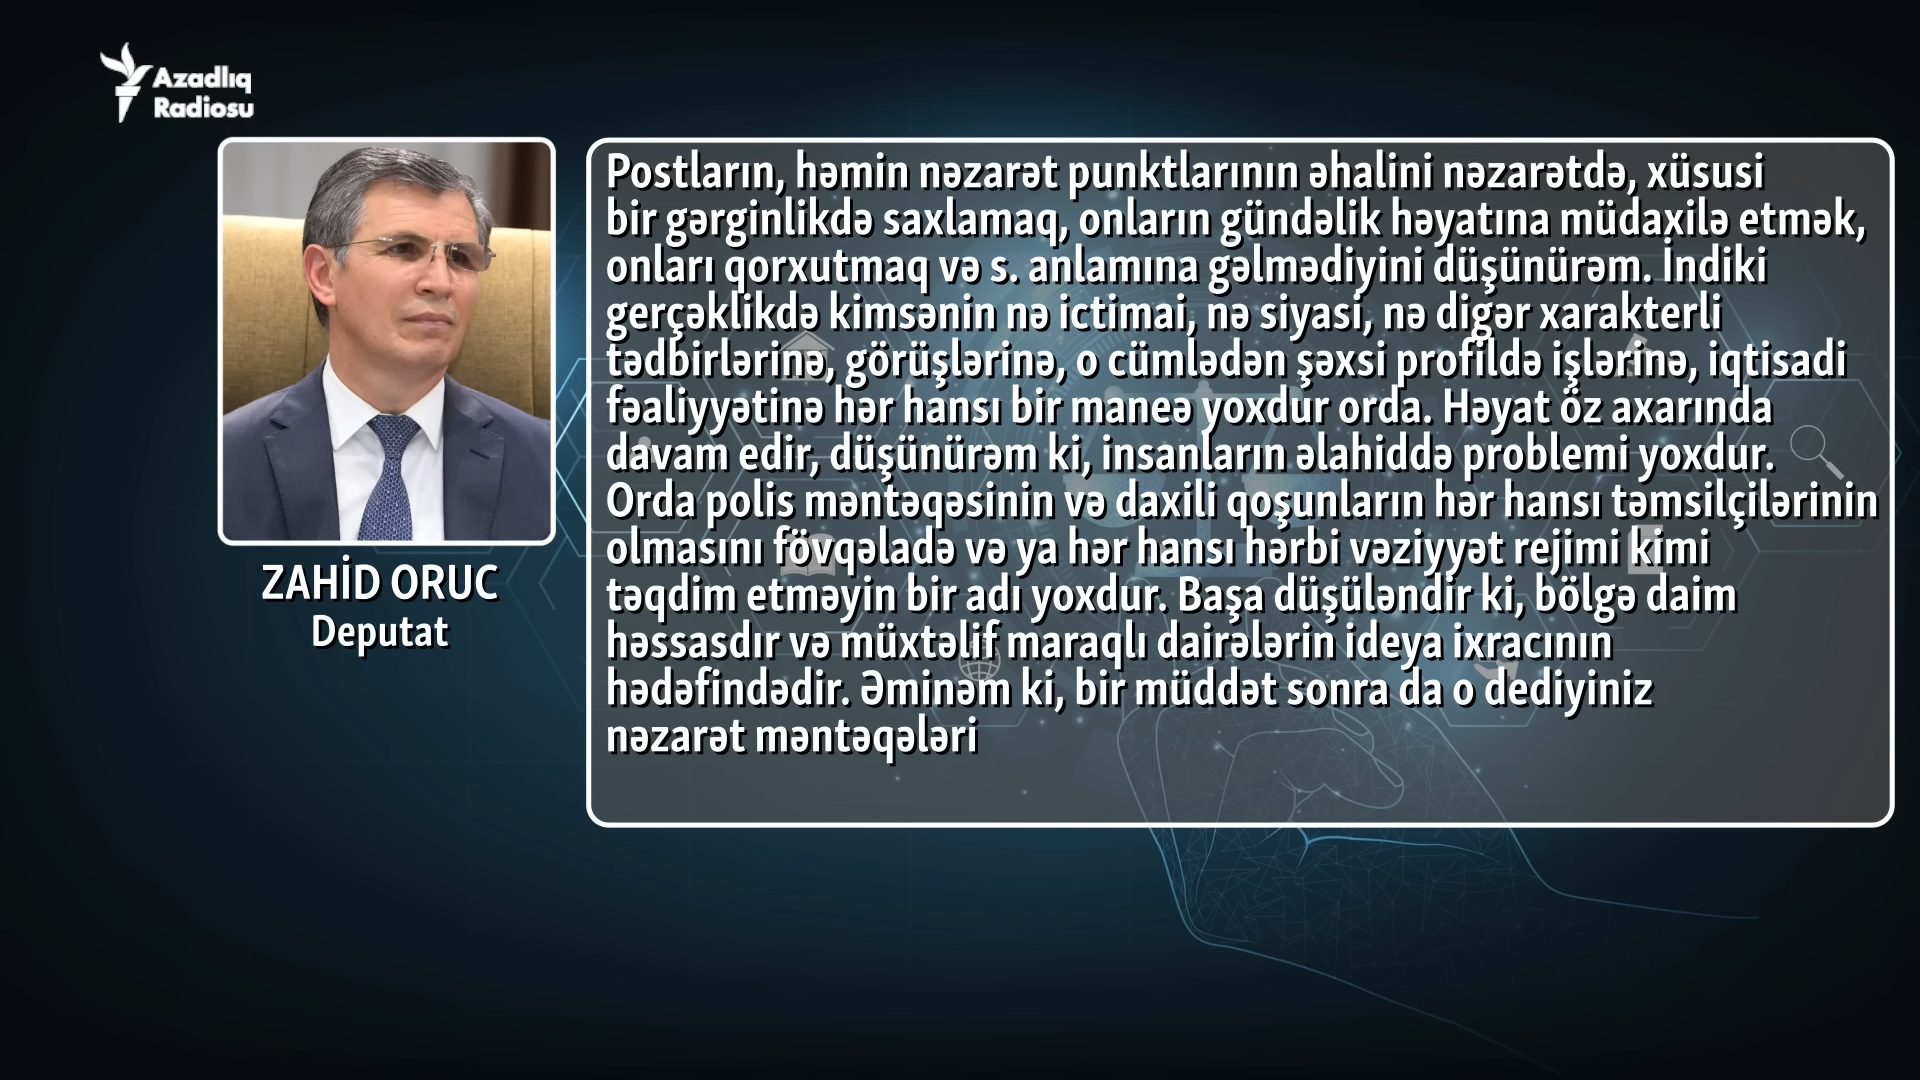 Azadlıq
Radiosu
Postların, həmin nəzarət punktlarının əhalini nəzarətdə, xüsusi
bir gərginlikdə saxlamaq, onların gündəlik həyatına müdaxilə etmək,
onları qorxutmaq və s. anlamına gəlmədiyini düşünürəm. İndiki
gerçəklikdə kimsənin nə ictimai, nə siyasi, nə digər xarakterli
tədbirlərinə, görüşlərinə, o cümlədən şəxsi profildə işlərinə, iqtisadi
fəaliyyətinə hər hansı bir maneə yoxdur orda. Həyat öz axarında
davam edir, düşünürəm ki, insanların əlahiddə problemi yoxdur.
Orda polis məntəqəsinin və daxili qoşunların hər hansı təmsilçilərinin
olmasını fövqəladə və ya hər hansı hərbi vəziyyət rejimi kimi
təqdim etməyin bir adı yoxdur. Başa düşüləndir ki, bölgə daim
həssasdır və müxtəlif maraqlı dairələrin ideya ixracının
hədəfindədir. Əminəm ki, bir müddət sonra da o dediyiniz
nəzarət məntəqələri
ZAHİD ORUC
Deputat